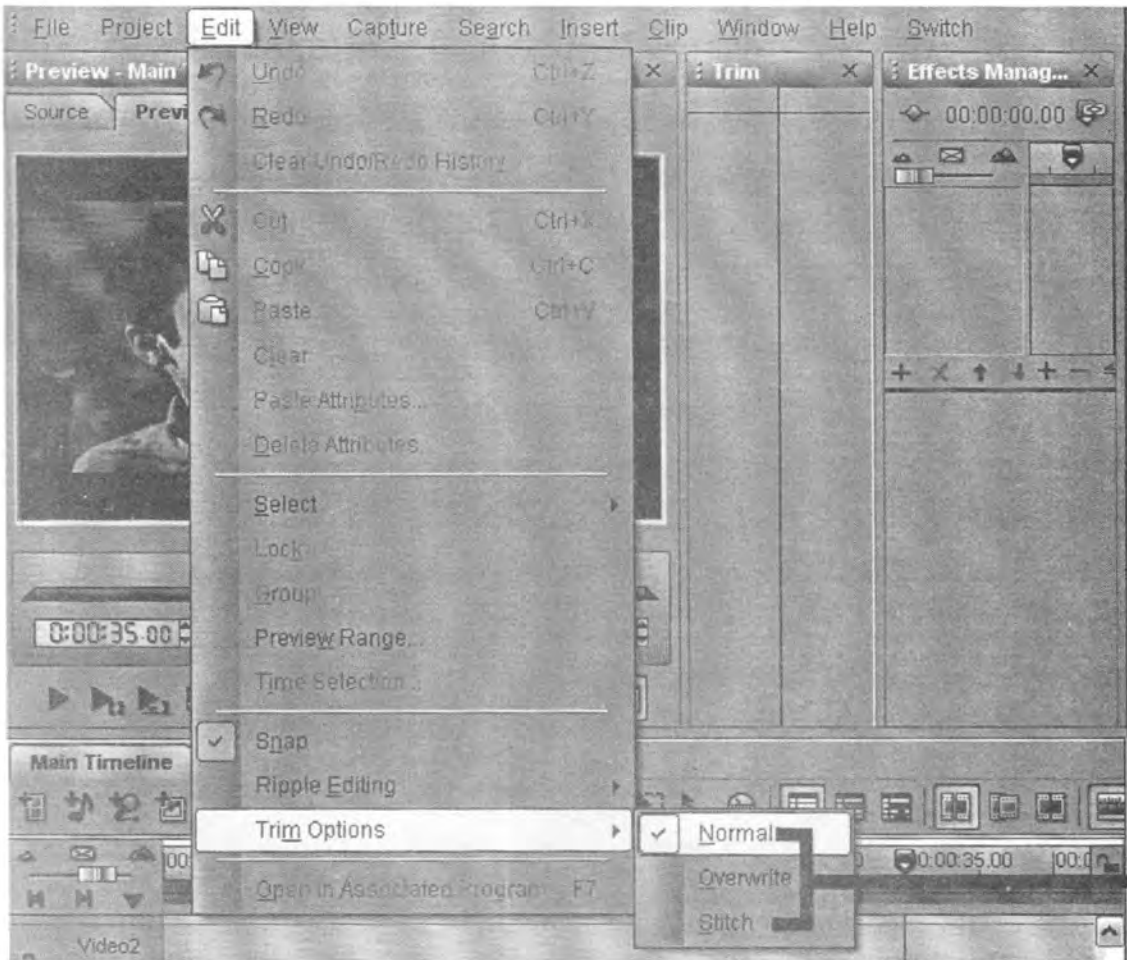 File Project Edit View Capture Search Insert Clip Window Help Switch
Preview - Main
Trim
Effects Manag...
Source Previ
00:00:00.00
Undo Ctrl+Z
Redo Ctrl+Y
Clear Undo/Redo History
Cut Ctrl+X
Copy Ctrl+C
Paste Ctrl+V
Clear
Paste Attributes...
Delete Attributes
Select
Lock
Group
Preview Range...
Time Selection...
0:00:35.00
Snap
Ripple Editing
Trim Options
Open in Associated Program F7
Normal
Overwrite
Stitch
Main Timeline
0:00:35.00
Video2